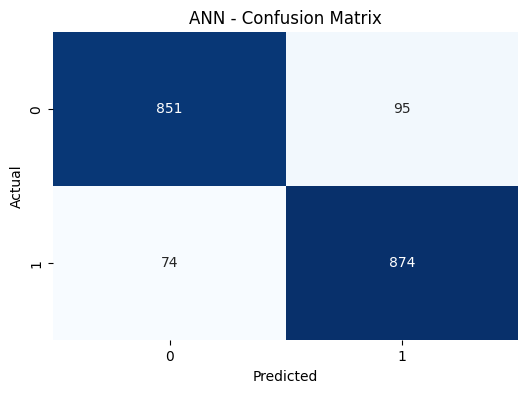 ANN - Confusion Matrix
Actual
0
851
95
1
74
874
0
1
Predicted